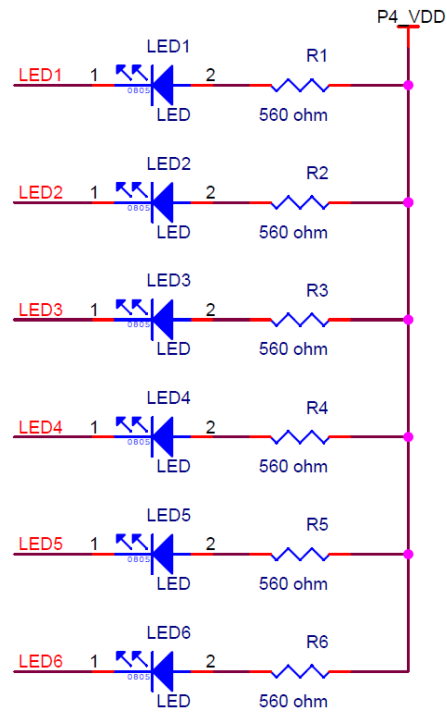 P4_VDD
LED1 R1
LED1 1 2
0805 LED 560 ohm
LED2 R2
LED2 1 2
0805 LED 560 ohm
LED3 R3
LED3 1 2
0805 LED 560 ohm
LED4 R4
LED4 1 2
0805 LED 560 ohm
LED5 R5
LED5 1 2
0805 LED 560 ohm
LED6 R6
LED6 1 2
0805 LED 560 ohm